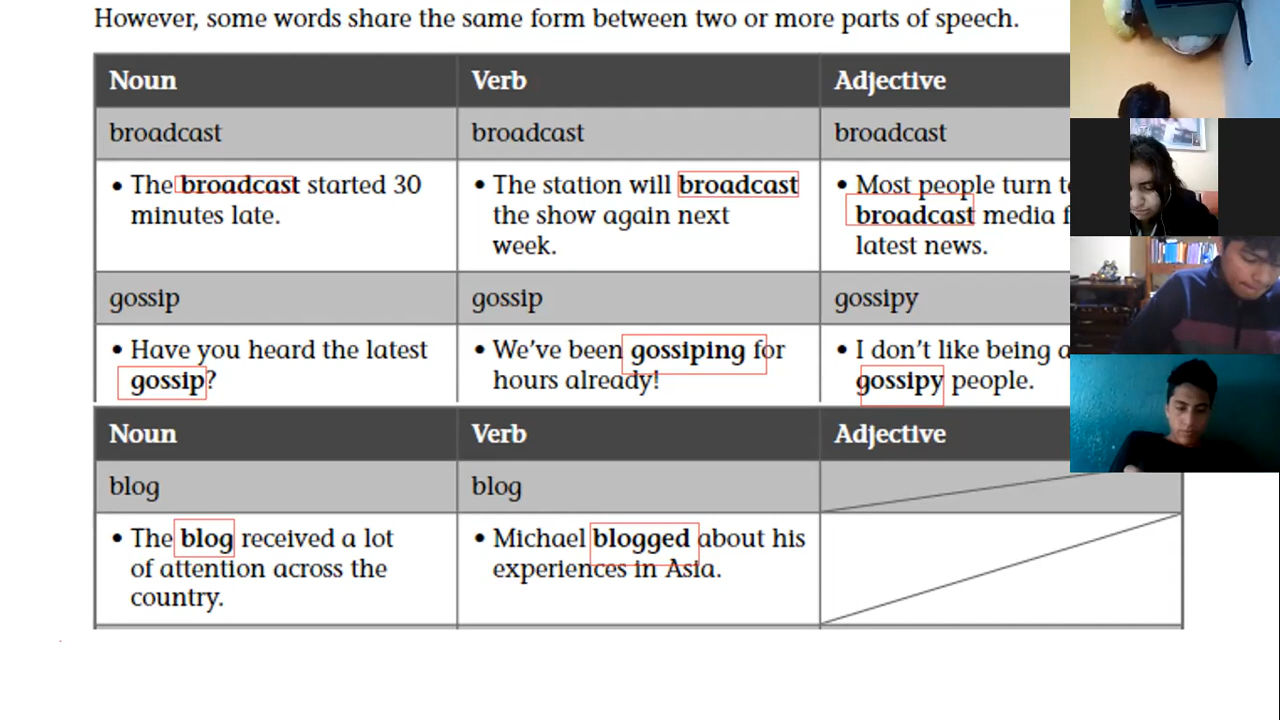 However, some words share the same form between two or more parts of speech.
Noun Verb Adjective
broadcast broadcast broadcast
• The broadcast started 30
minutes late.
• The station will broadcast
the show again next
week.
• Most people turn
broadcast media
latest news.
gossip gossip gossipy
• Have you heard the latest
gossip?
• We’ve been gossiping for
hours already!
• I don’t like being
gossipy people.
Noun Verb Adjective
blog blog
• The blog received a lot
of attention across the
country.
• Michael blogged about his
experiences in Asia.